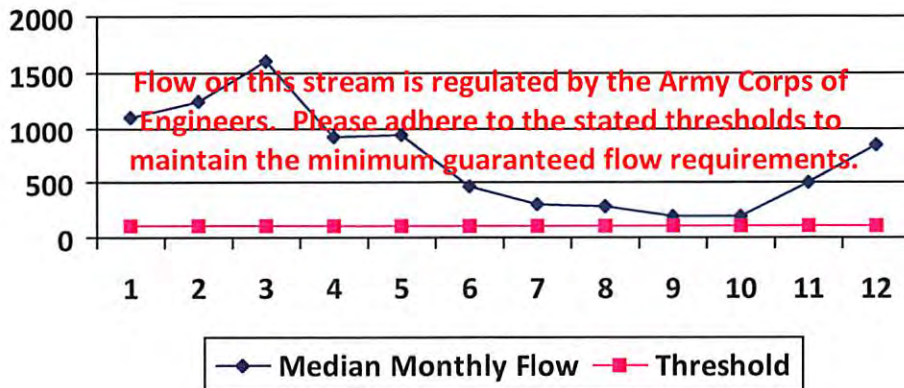 2000
1500
1000
500
0
Flow on this stream is regulated by the Army Corps of
Engineers. Please adhere to the stated thresholds to
maintain the minimum guaranteed flow requirements.
1 2 3 4 5 6 7 8 9 10 11 12
Median Monthly Flow Threshold